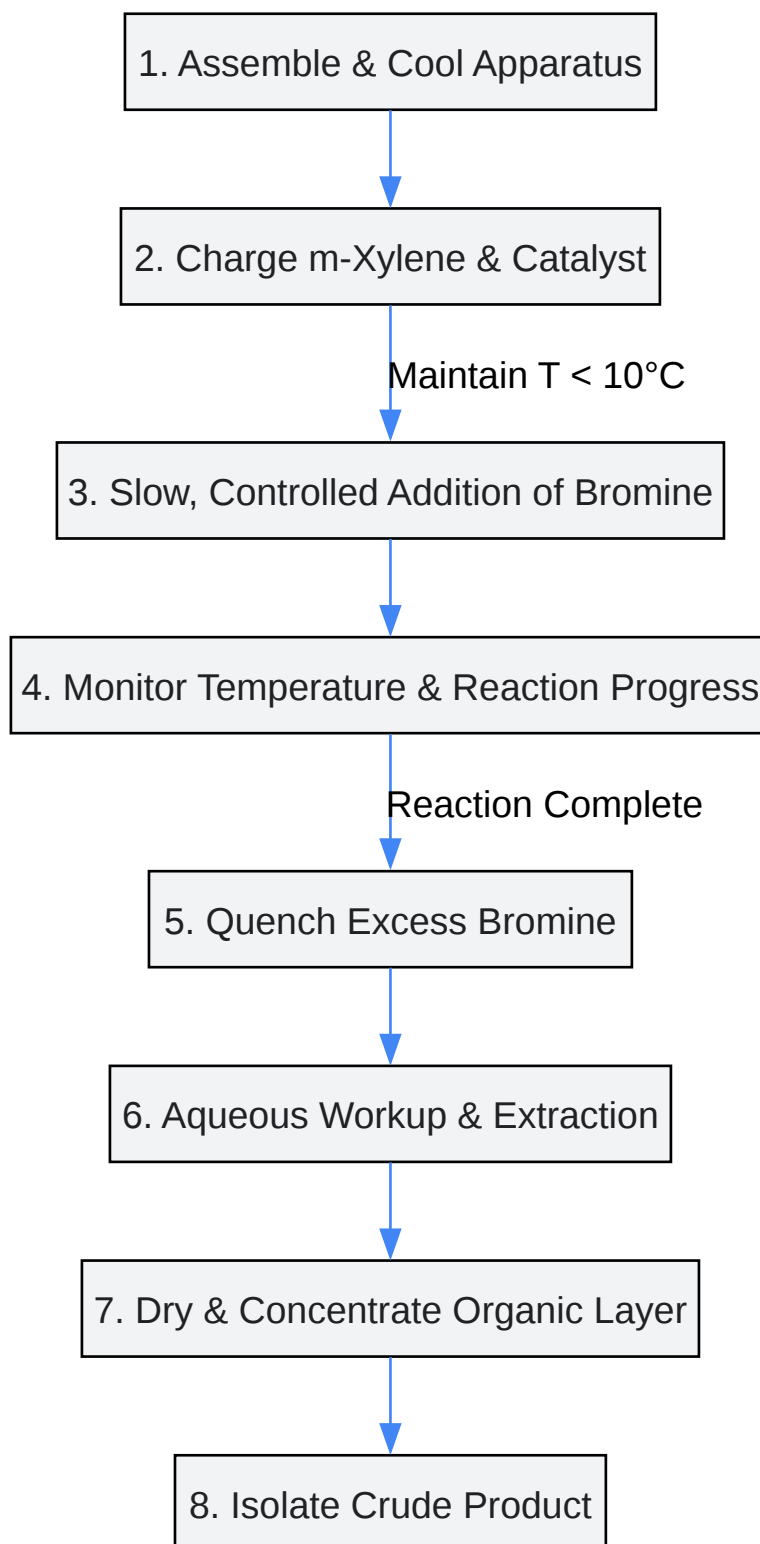 1. Assemble & Cool Apparatus
2. Charge m-Xylene & Catalyst
Maintain T < 10°C
3. Slow, Controlled Addition of Bromine
4. Monitor Temperature & Reaction Progress
Reaction Complete
5. Quench Excess Bromine
6. Aqueous Workup & Extraction
7. Dry & Concentrate Organic Layer
8. Isolate Crude Product